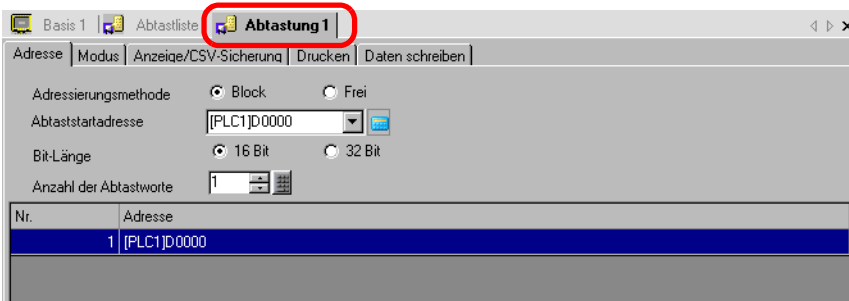 Basis 1 Abtastliste Abtastung 1
Adresse Modus Anzeige/CSV-Sicherung Drucken Daten schreiben
Adressierungsmethode Block Frei
Abtaststartadresse [PLC1]D0000
Bit-Länge 16 Bit 32 Bit
Anzahl der Abtastworte 1
Nr. Adresse
1 [PLC1]D0000